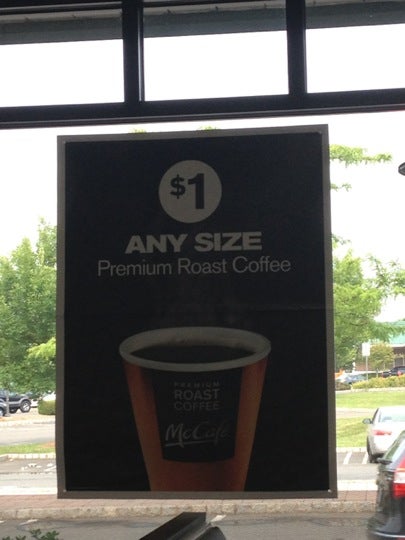 $1
ANY SIZE
Premium Roast Coffee
PREMIUM
ROAST
COFFEE
McCafé